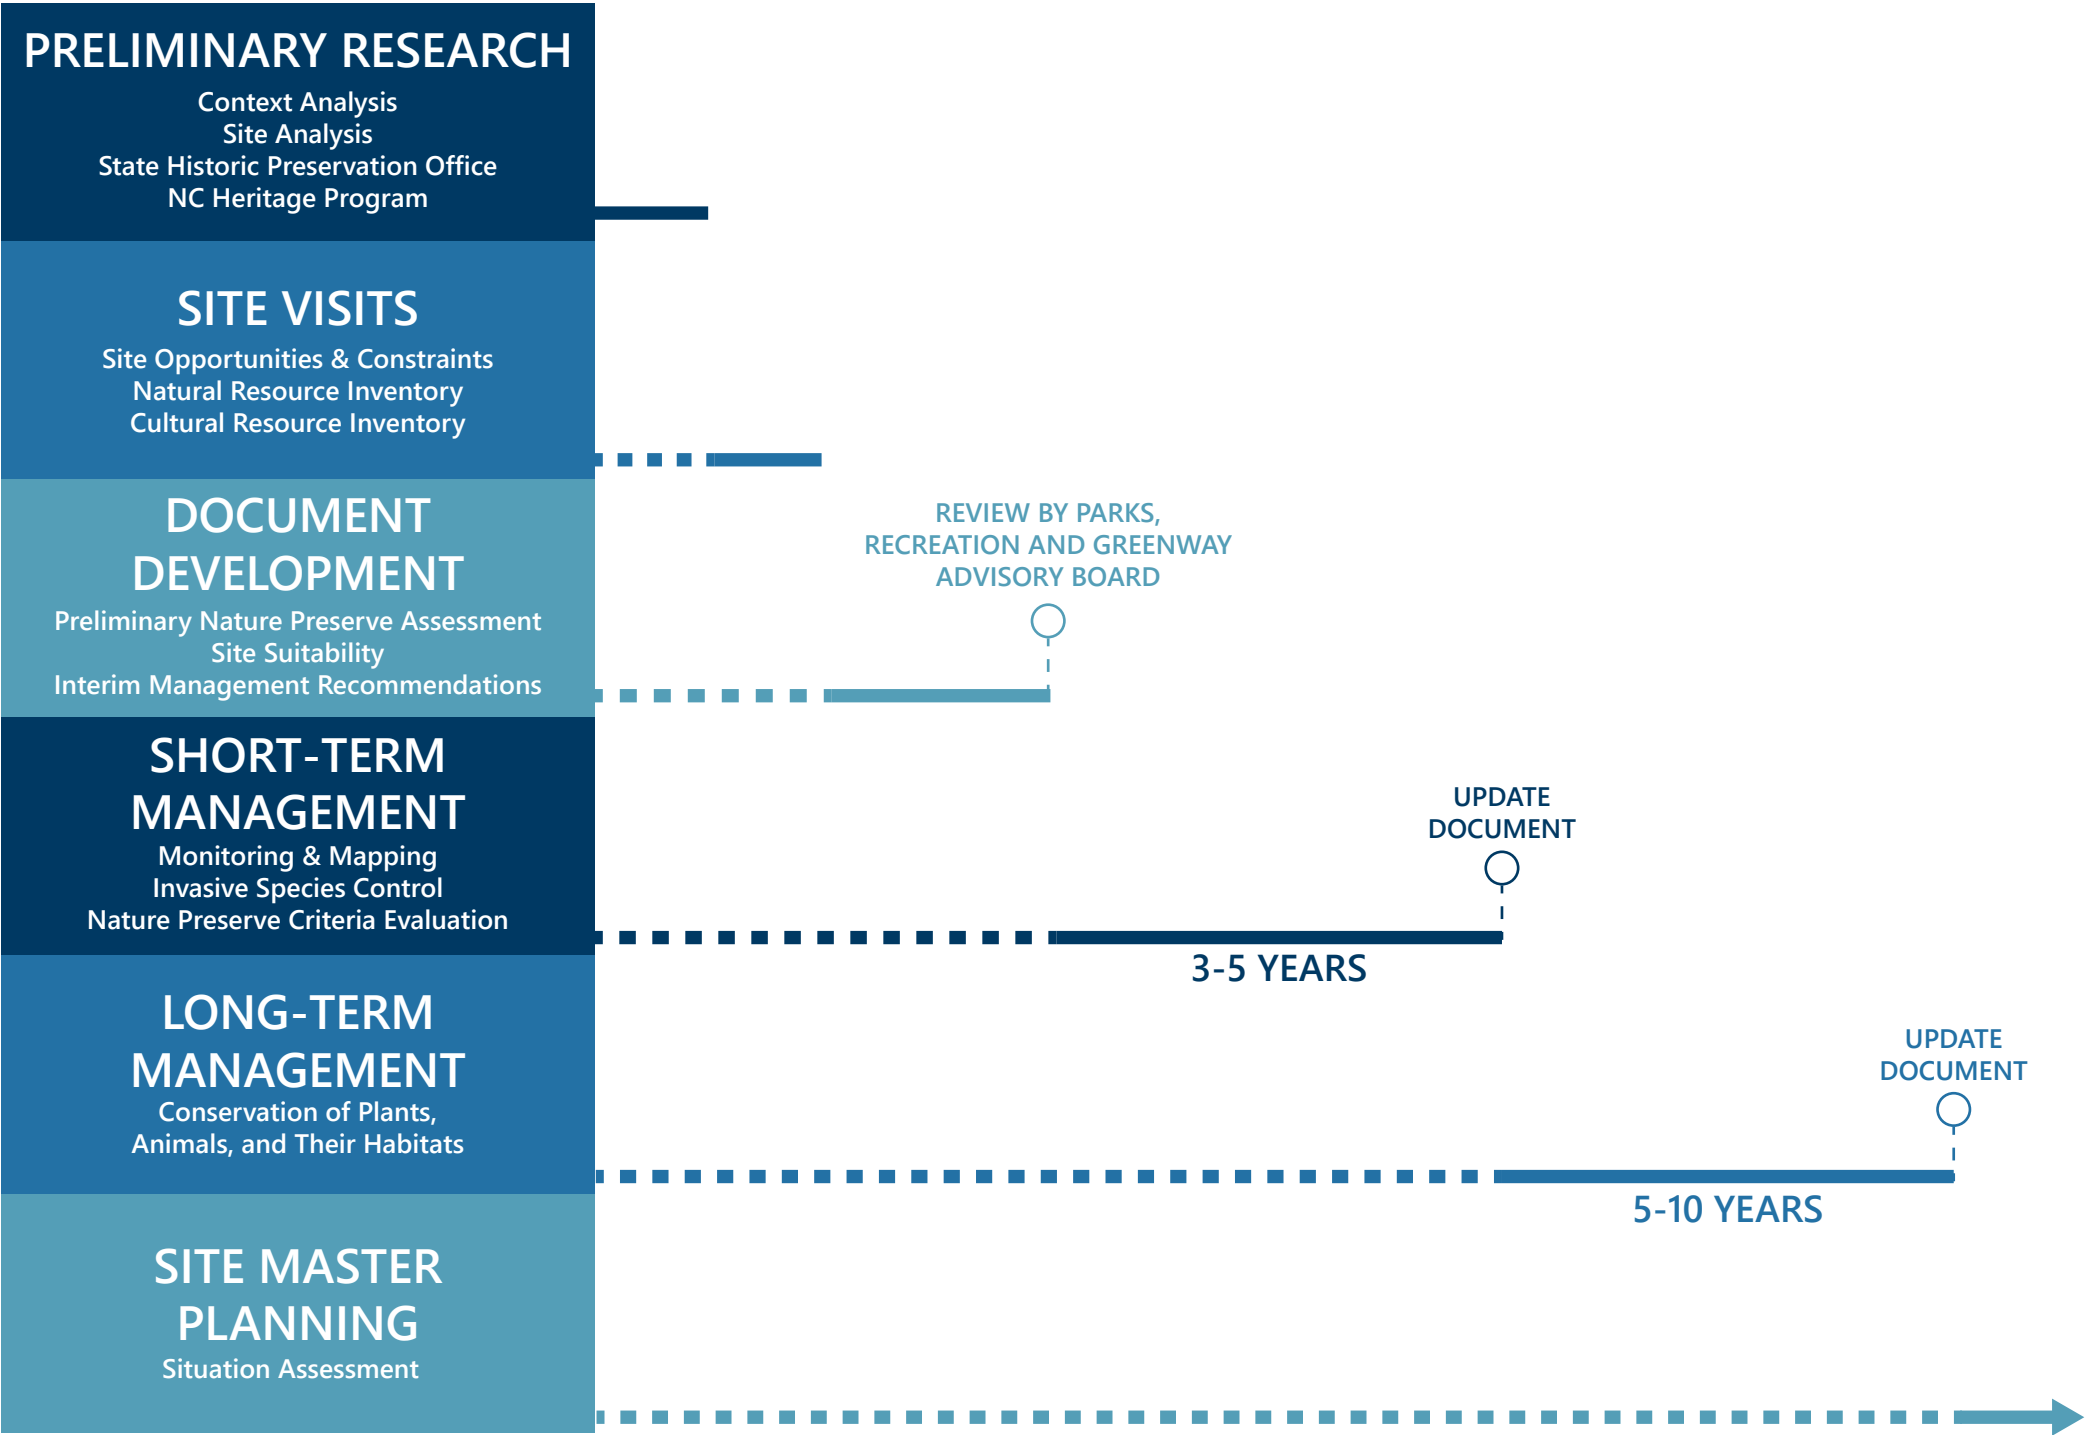 PRELIMINARY RESEARCH
Context Analysis
Site Analysis
State Historic Preservation Office
NC Heritage Program
SITE VISITS
Site Opportunities & Constraints
Natural Resource Inventory
Cultural Resource Inventory
DOCUMENT
DEVELOPMENT
Preliminary Nature Preserve Assessment
Site Suitability
Interim Management Recommendations
REVIEW BY PARKS,
RECREATION AND GREENWAY
ADVISORY BOARD
SHORT-TERM
MANAGEMENT
Monitoring & Mapping
Invasive Species Control
Nature Preserve Criteria Evaluation
UPDATE
DOCUMENT
3-5 YEARS
LONG-TERM
MANAGEMENT
Conservation of Plants,
Animals, and Their Habitats
UPDATE
DOCUMENT
5-10 YEARS
SITE MASTER
PLANNING
Situation Assessment